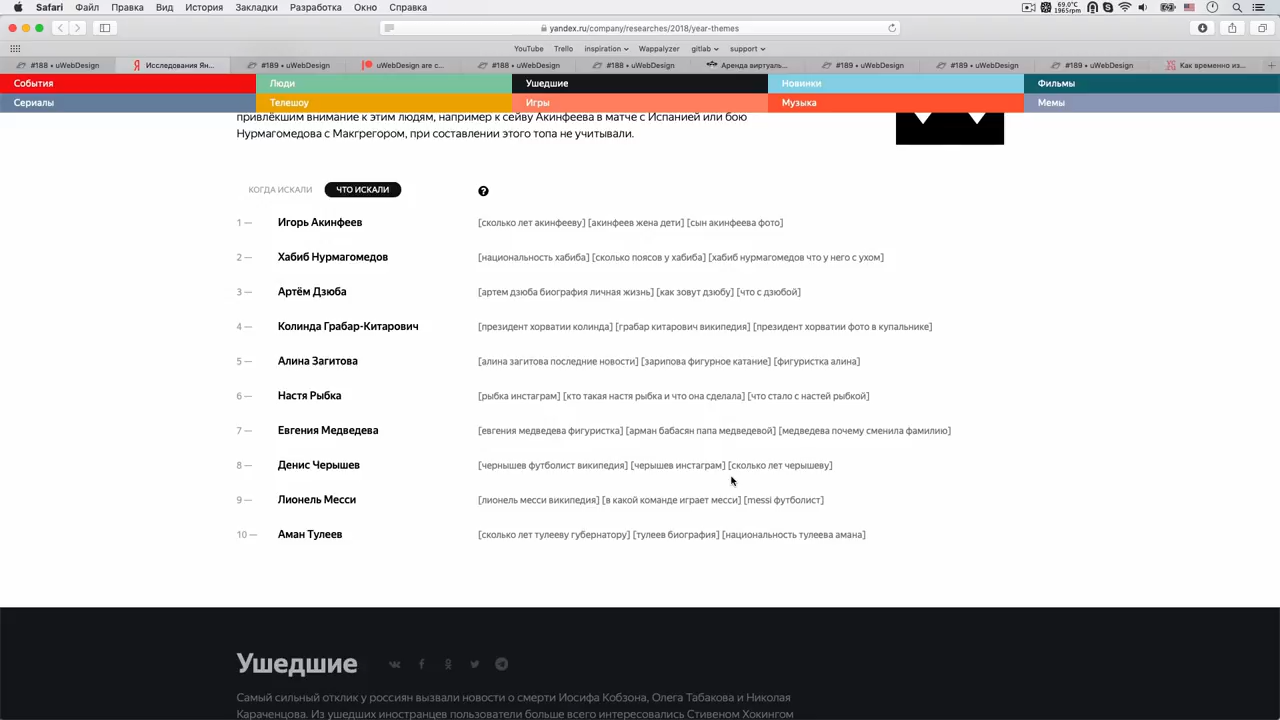 Safari Файл Правка Вид История Закладки Разработка Окно Справка
69.0°C
1965rpm
yandex.ru/company/researches/2018/year-themes
YouTube Trello inspiration Wappalyzer gitlab support
#188 • uWebDesign
Исследования Ян...
#189 • uWebDesign
uWebDesign are c...
#188 • uWebDesign
#188 • uWebDesign
Аренда виртуаль...
#189 • uWebDesign
#189 • uWebDesign
#189 • uWebDesign
Как временно из...
События Люди Ушедшие Новинки Фильмы
Сериалы Телешоу Игры Музыка Мемы
привлёкшим внимание к этим людям, например к сейву Акинфеева в матче с Испанией или бою
Нурмагомедова с Макгрегором, при составлении этого топа не учитывали.
КОГДА ИСКАЛИ ЧТО ИСКАЛИ ?
1 — Игорь Акинфеев [сколько лет акинфееву] [акинфеев жена дети] [сын акинфеева фото]
2 — Хабиб Нурмагомедов [национальность хабиба] [сколько поясов у хабиба] [хабиб нурмагомедов что у него с ухом]
3 — Артём Дзюба [артем дзюба биография личная жизнь] [как зовут дзюбу] [что с дзюбой]
4 — Колинда Грабар-Китарович [президент хорватии колинда] [грабар китарович википедия] [президент хорватии фото в купальнике]
5 — Алина Загитова [алина загитова последние новости] [зарипова фигурное катание] [фигуристка алина]
6 — Настя Рыбка [рыбка инстаграм] [кто такая настя рыбка и что она сделала] [что стало с настей рыбкой]
7 — Евгения Медведева [евгения медведева фигуристка] [арман бабасян папа медведевой] [медведева почему сменила фамилию]
8 — Денис Черышев [чернышев футболист википедия] [черышев инстаграм] [сколько лет черышеву]
9 — Лионель Месси [лионель месси википедия] [в какой команде играет месси] [messi футболист]
10 — Аман Тулеев [сколько лет тулееву губернатору] [тулеев биография] [национальность тулеева амана]
Ушедшие
Самый сильный отклик у россиян вызвали новости о смерти Иосифа Кобзона, Олега Табакова и Николая
Караченцова. Из ушедших иностранцев пользователи больше всего интересовались Стивеном Хокингом